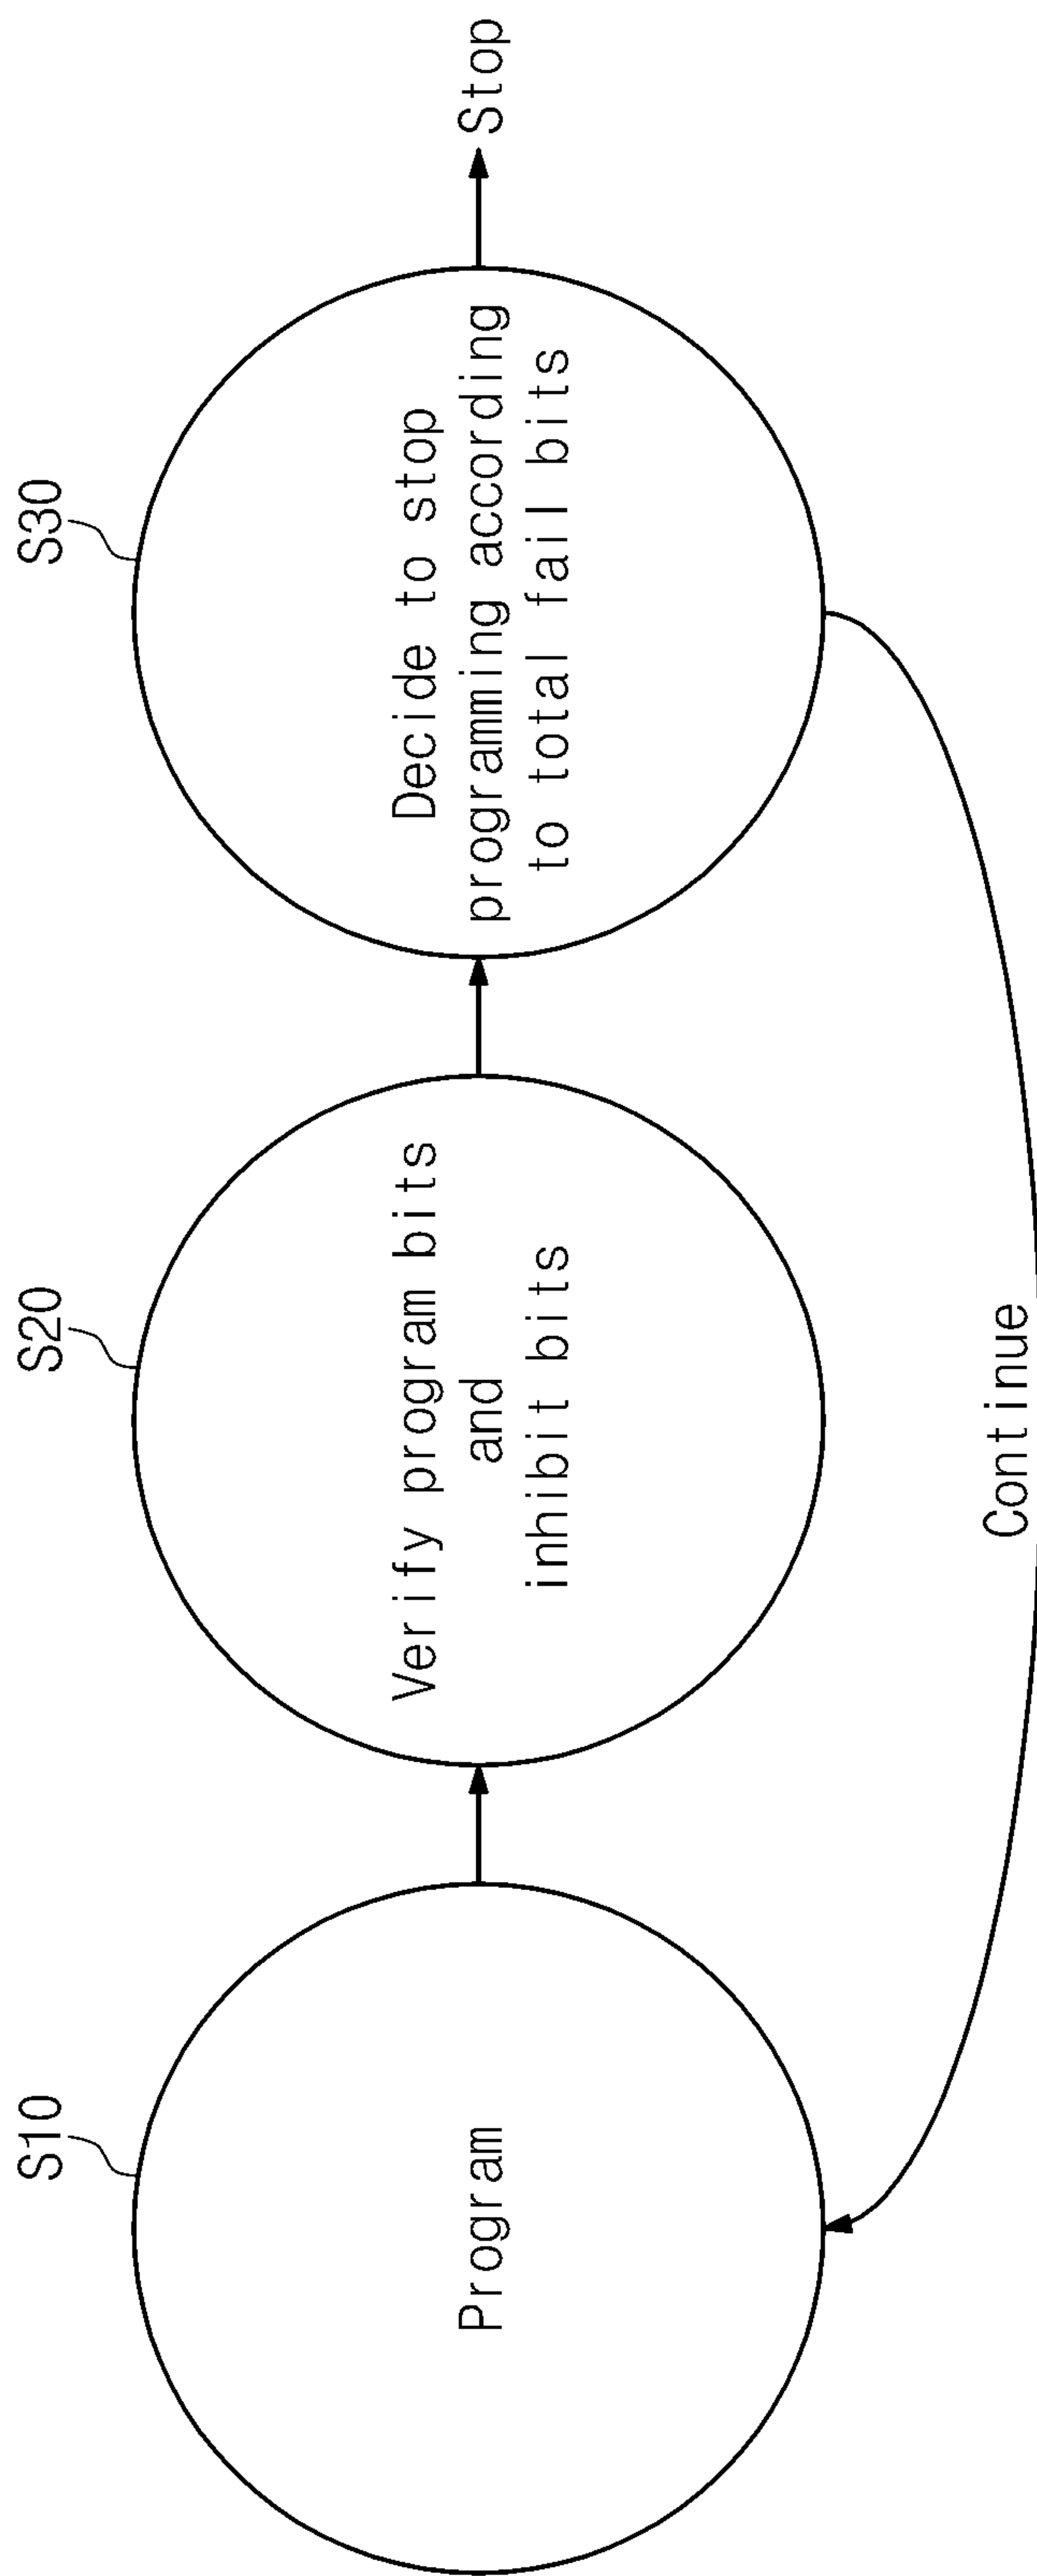 S10
S20
S30
Program
Verify program bits
and
inhibit bits
Decide to stop
programming according
to total fail bits
Stop
Continue